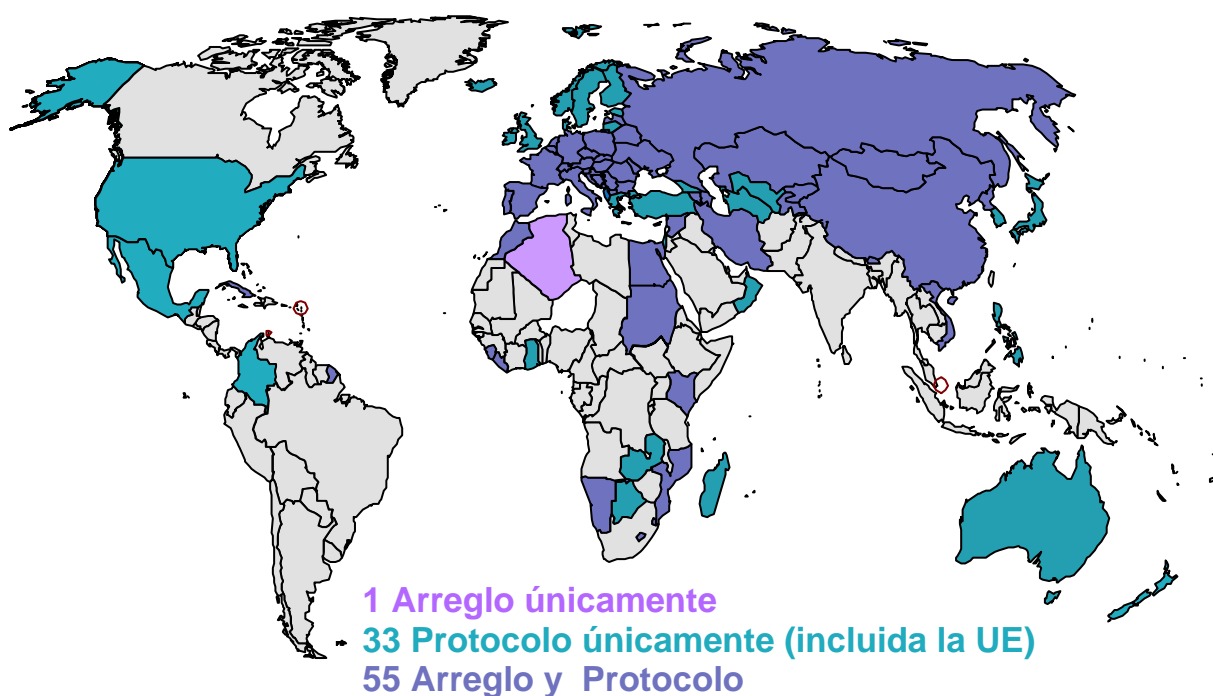 1 Arreglo únicamente
33 Protocolo únicamente (incluida la UE)
55 Arreglo y  Protocolo